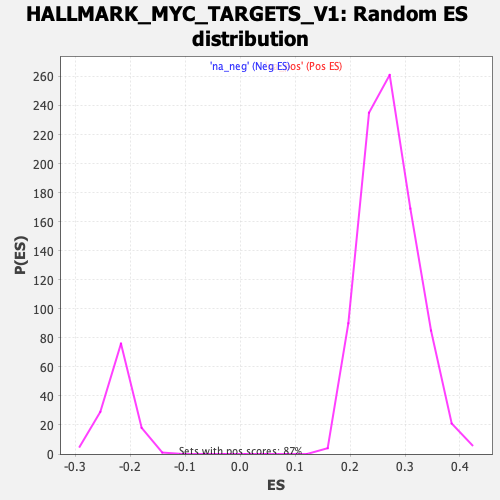 HALLMARK_MYC_TARGETS_V1: Random ES
distribution
'na_neg' (Neg ES)os' (Pos ES)
260
240
220
200
180
160
140
120
100
80
60
40
20
0
P(ES)
Sets with pos scores: 87%
-0.3 -0.2 -0.1 0.0 0.1 0.2 0.3 0.4
ES